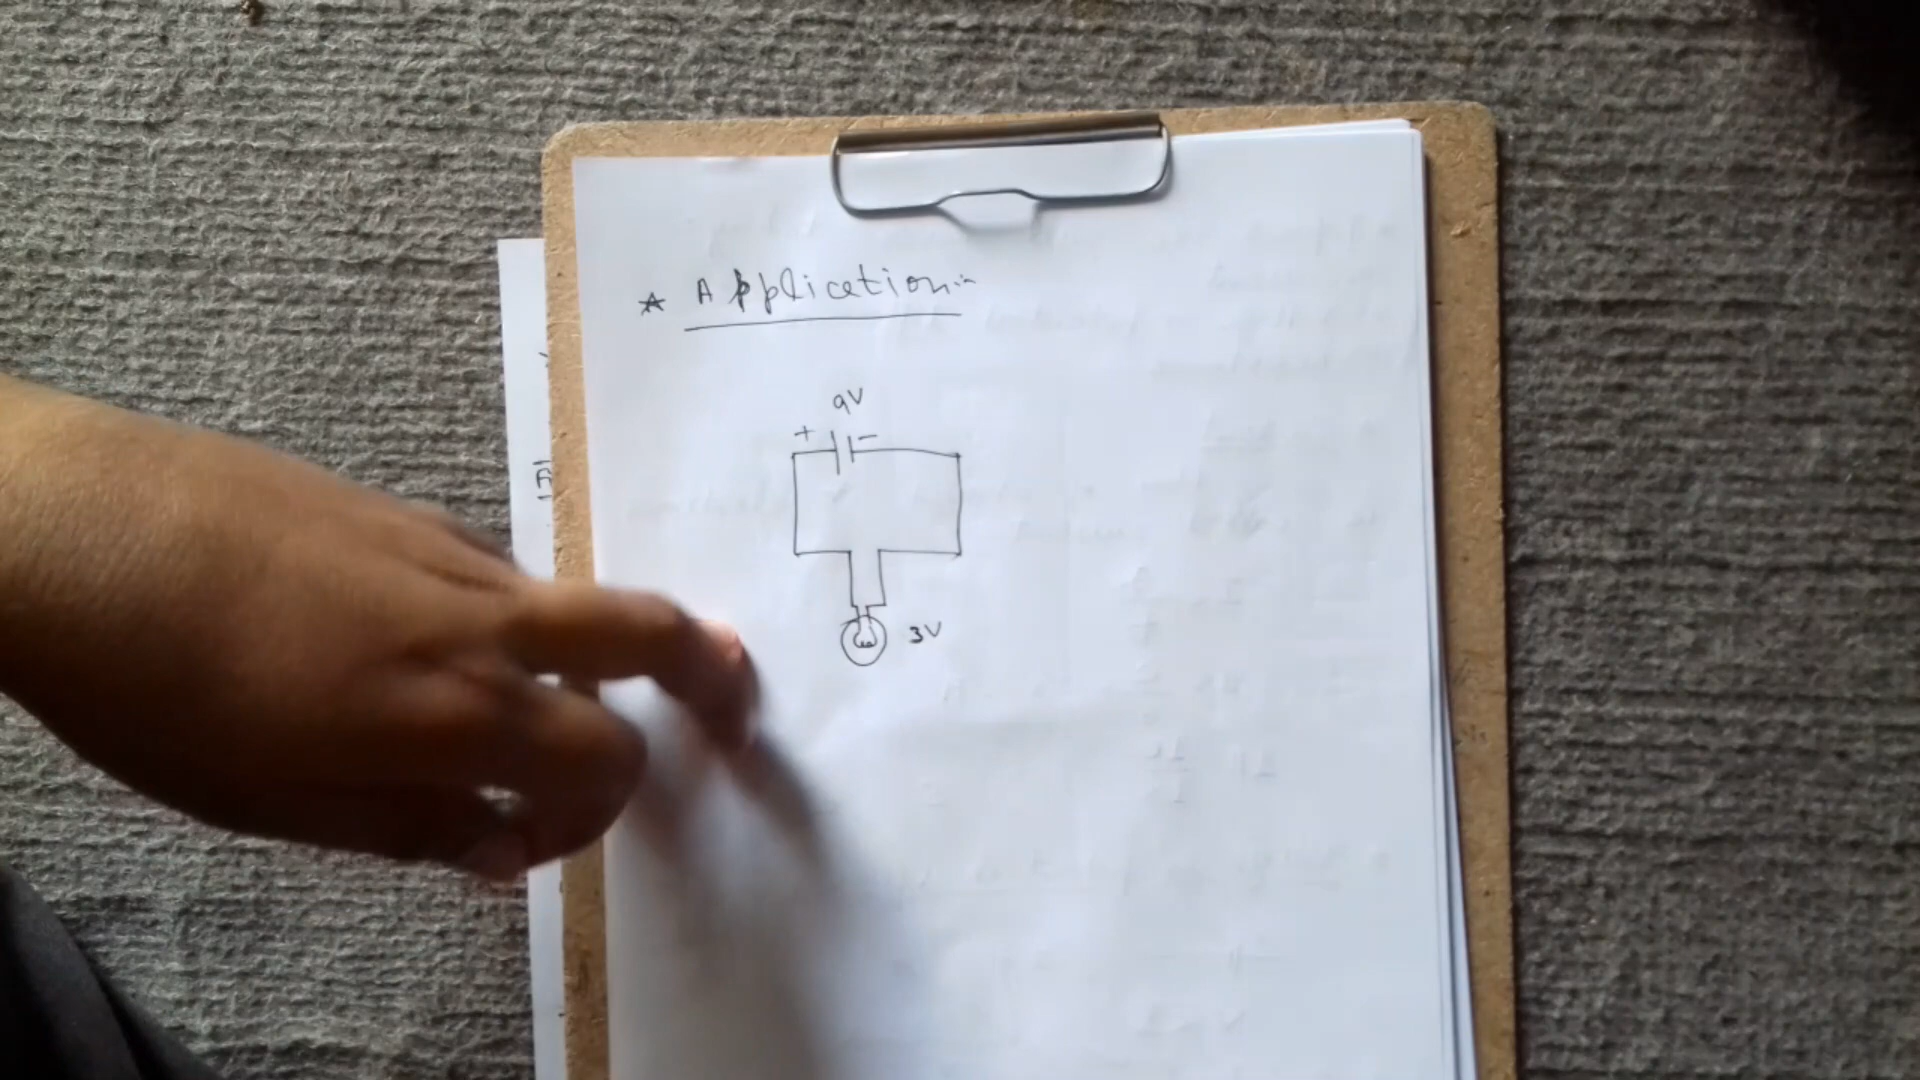 * Application:-
9V
+ -
3V